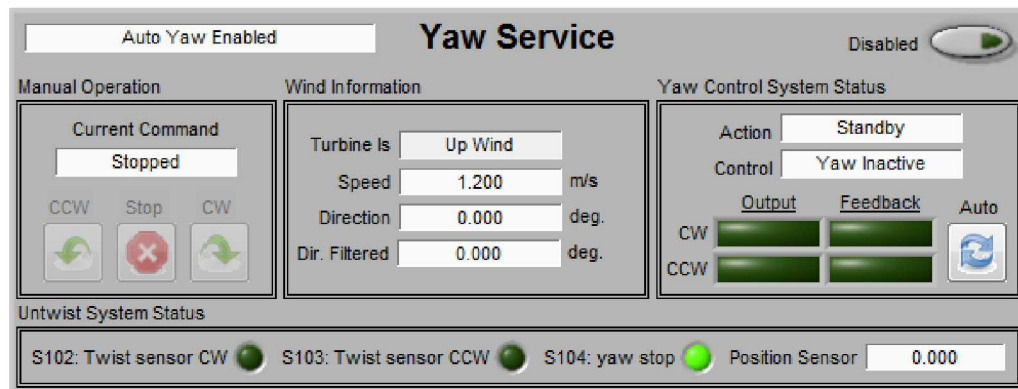 Auto Yaw Enabled
Yaw Service
Disabled
Manual Operation
Current Command
Stopped
CCW Stop CW
Wind Information
Turbine Is Up Wind
Speed 1.200 m/s
Direction 0.000 deg.
Dir. Filtered 0.000 deg.
Yaw Control System Status
Action Standby
Control Yaw Inactive
Output Feedback Auto
CW
CCW
Untwist System Status
S102: Twist sensor CW S103: Twist sensor CCW S104: yaw stop Position Sensor 0.000